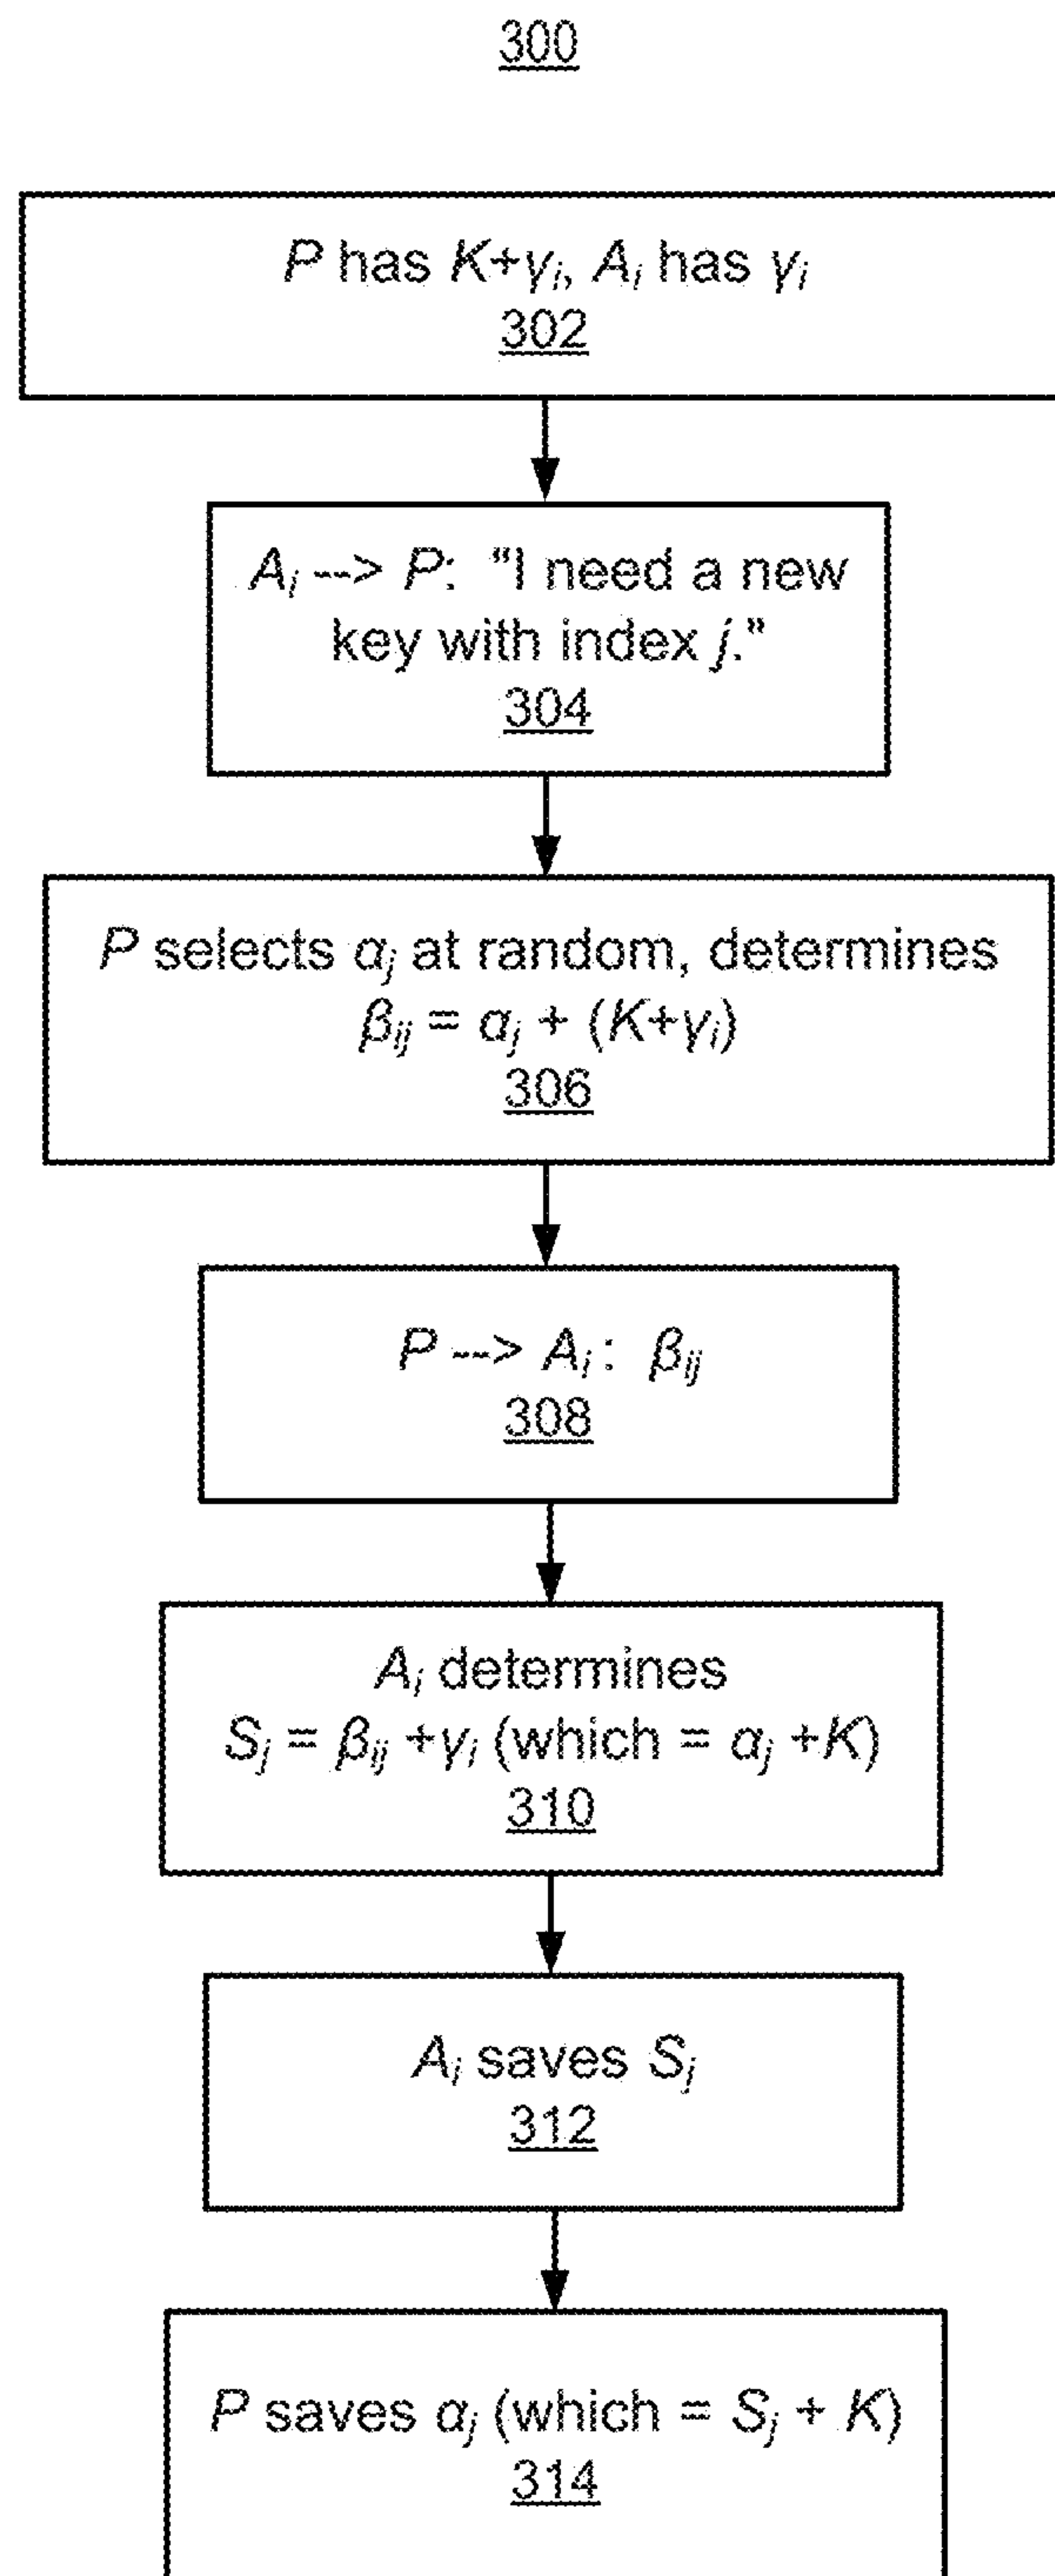 300
P has K+γi, Ai has γi
302
Ai --> P: "I need a new
key with index j."
304
P selects αj at random, determines
βij = αj + (K+γi)
306
P --> Ai : βij
308
Ai determines
Sj = βij +γi (which = αj +K)
310
Ai saves Sj
312
P saves αj (which = Sj + K)
314